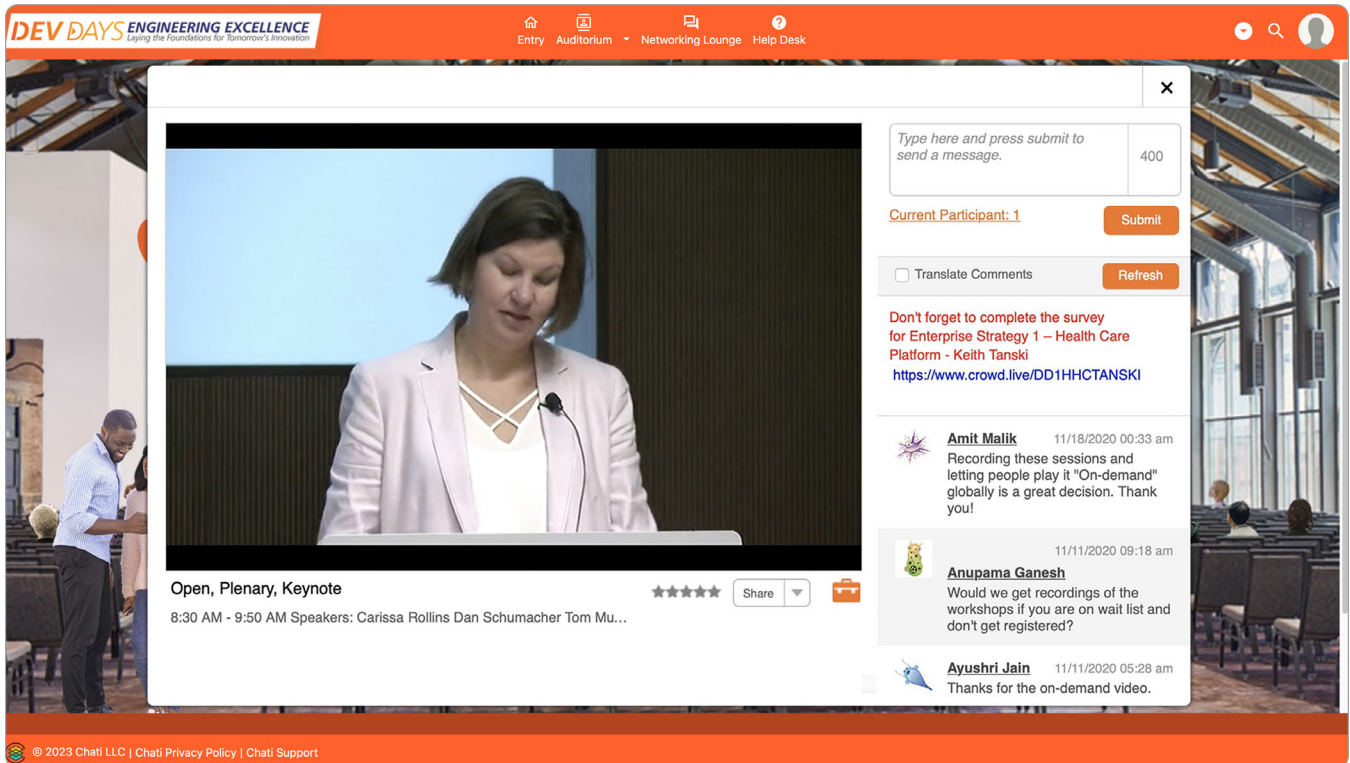 DEV DAYS ENGINEERING EXCELLENCE
Laying the Foundations for Tomorrow's Innovation
Entry
Auditorium
Networking Lounge
Help Desk
Type here and press submit to
send a message.
400
Current Participant: 1
Submit
Translate Comments
Refresh
Don't forget to complete the survey
for Enterprise Strategy 1 – Health Care
Platform - Keith Tanski
https://www.crowd.live/DD1HHCTANSKI
Amit Malik 11/18/2020 00:33 am
Recording these sessions and
letting people play it "On-demand"
globally is a great decision. Thank
you!
11/11/2020 09:18 am
Anupama Ganesh
Would we get recordings of the
workshops if you are on wait list and
don't get registered?
Ayushri Jain 11/11/2020 05:28 am
Thanks for the on-demand video.
Open, Plenary, Keynote
Share
8:30 AM - 9:50 AM Speakers: Carissa Rollins Dan Schumacher Tom Mu...
© 2023 Chati LLC | Chati Privacy Policy | Chati Support